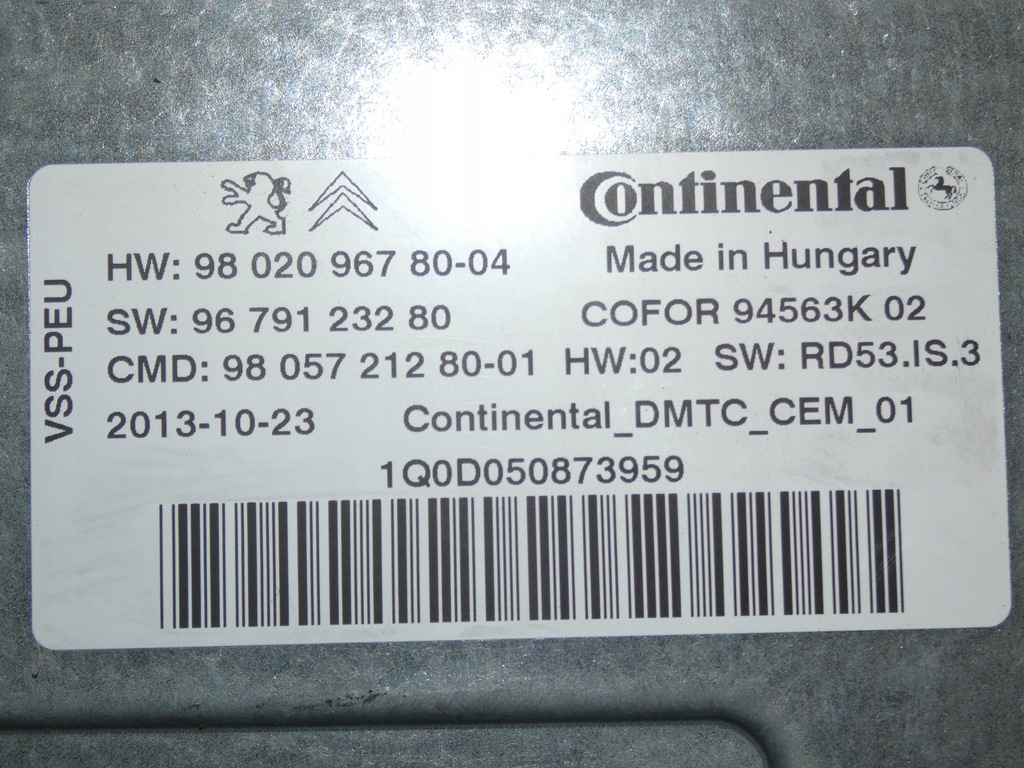 Continental
HW: 98 020 967 80-04
Made in Hungary
SW: 96 791 232 80
COFOR 94563K 02
CMD: 98 057 212 80-01 HW:02 SW: RD53.IS.3
2013-10-23
Continental_DMTC_CEM_01
1Q0D050873959
VSS-PEU